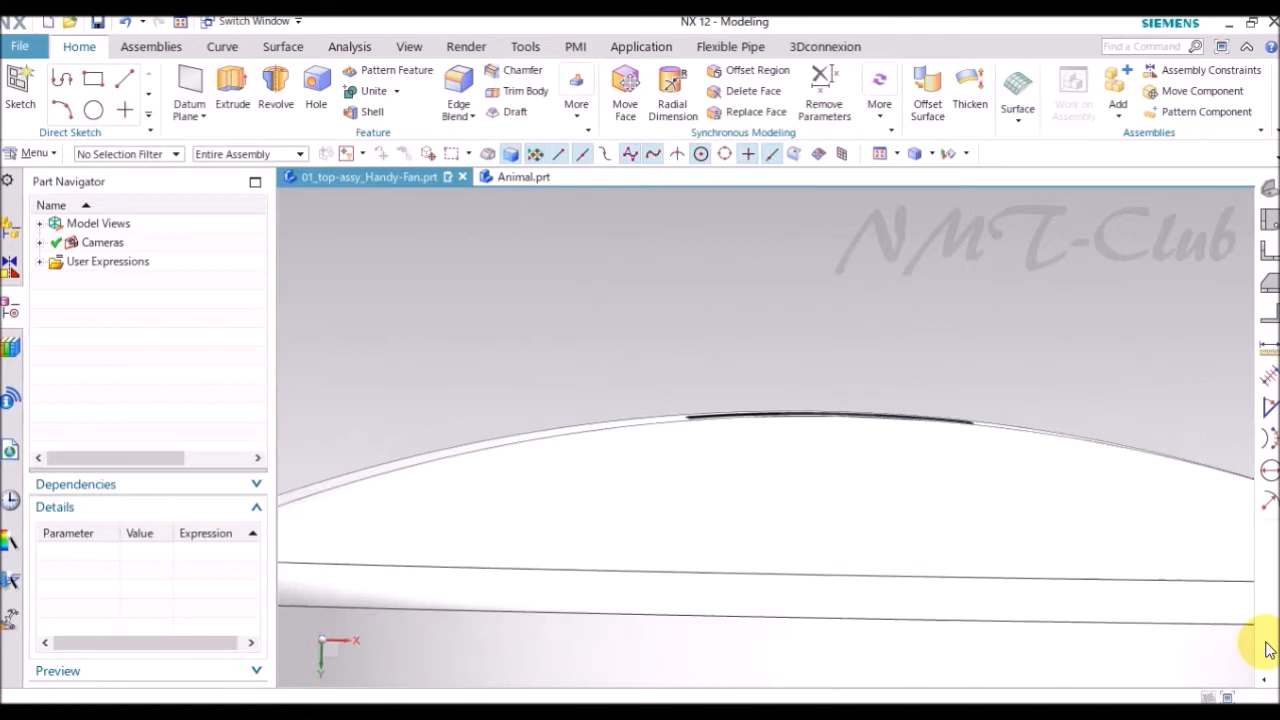 NX Switch Window NX 12 - Modeling SIEMENS
File Home Assemblies Curve Surface Analysis View Render Tools PMI Application Flexible Pipe 3Dconnexion Find a Command
Sketch Datum Plane Extrude Revolve Hole Pattern Feature Unite Shell Edge Blend Chamfer Trim Body Draft More Move Face Radial Dimension Offset Region Delete Face Replace Face Remove Parameters More Offset Surface Thicken Surface Work on Assembly Add Assembly Constraints Move Component Pattern Component
Direct Sketch Feature Synchronous Modeling Assemblies
Menu No Selection Filter Entire Assembly
Part Navigator 01_top-assy_Handy-Fan.prt Animal.prt
Name
Model Views
Cameras
User Expressions
NMT-Club
Dependencies
Details
Parameter Value Expression
Preview
X
Y